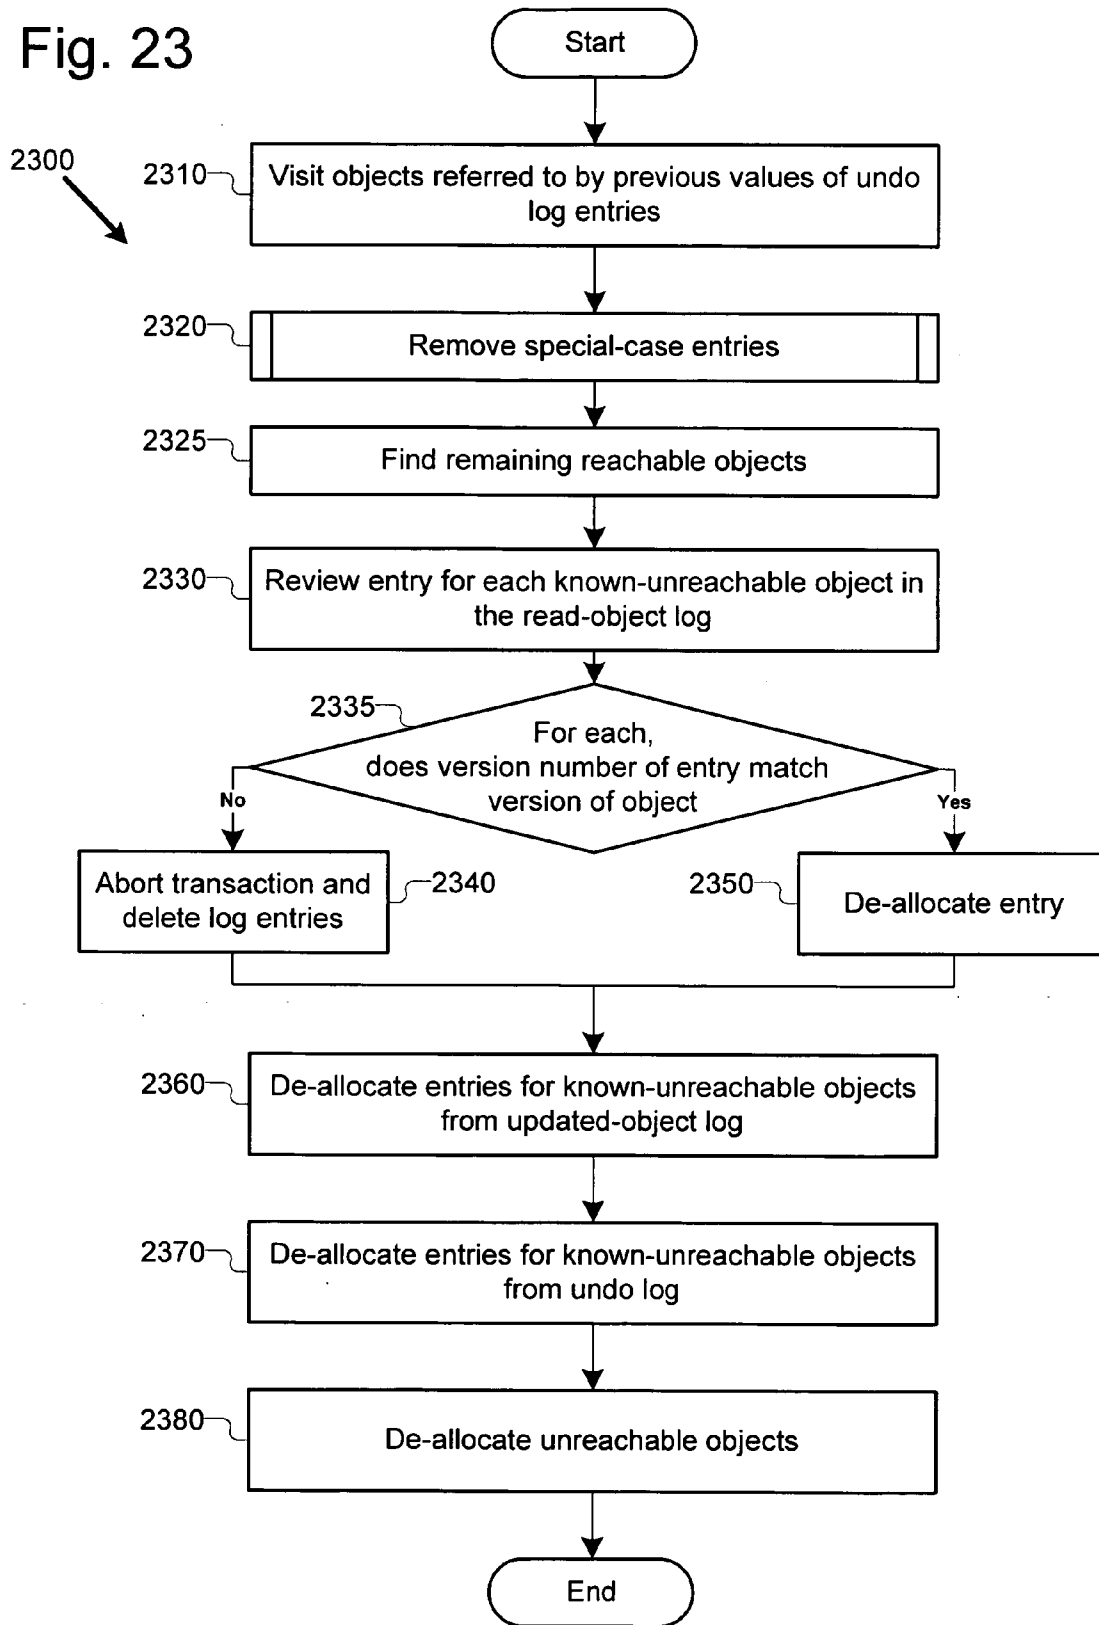 Fig. 23
Start
2300
2310
Visit objects referred to by previous values of undo
log entries
2320
Remove special-case entries
2325
Find remaining reachable objects
2330
Review entry for each known-unreachable object in
the read-object log
2335
For each,
does version number of entry match
version of object
No
Yes
Abort transaction and
delete log entries
2340
2350
De-allocate entry
2360
De-allocate entries for known-unreachable objects
from updated-object log
2370
De-allocate entries for known-unreachable objects
from undo log
2380
De-allocate unreachable objects
End